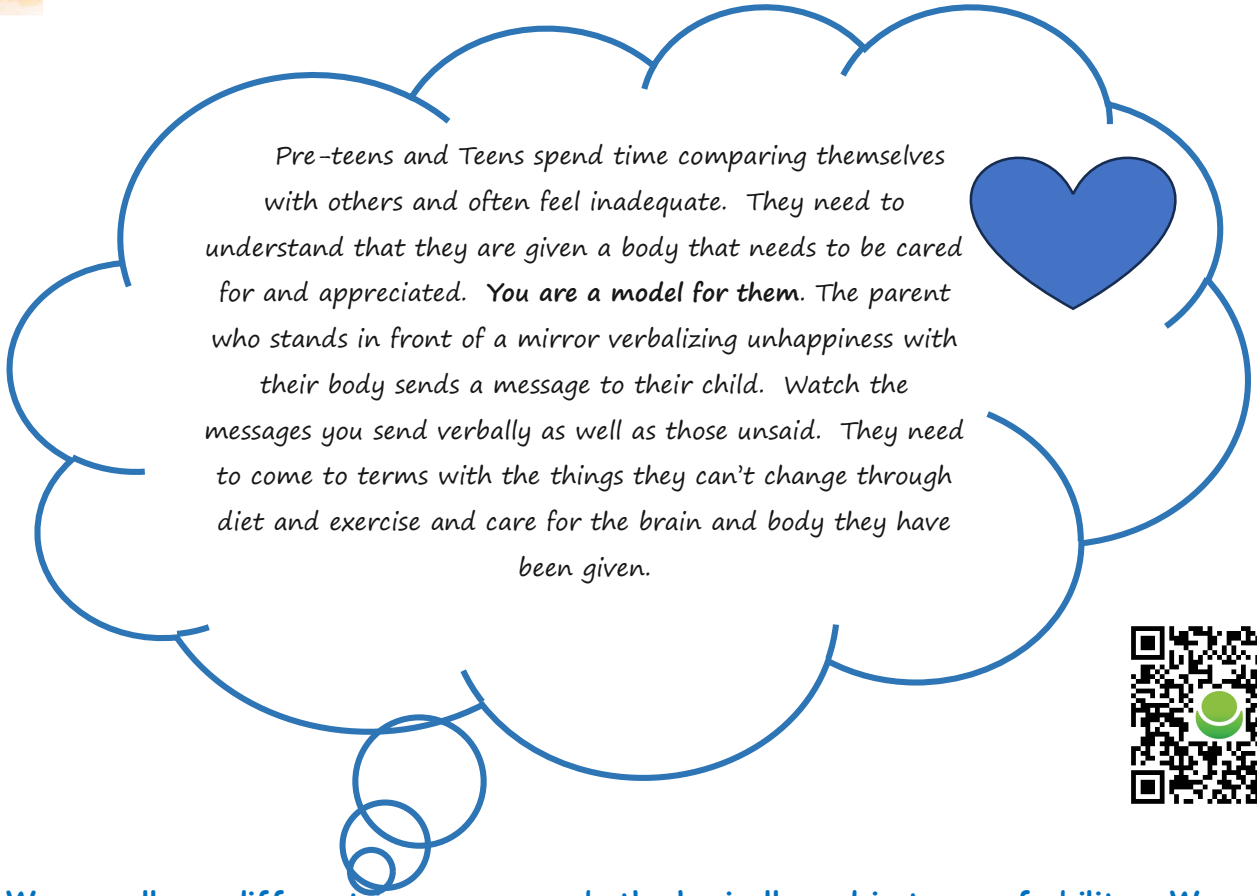 Pre-teens and Teens spend time comparing themselves
with others and often feel inadequate. They need to
understand that they are given a body that needs to be cared
for and appreciated. You are a model for them. The parent
who stands in front of a mirror verbalizing unhappiness with
their body sends a message to their child. Watch the
messages you send verbally as well as those unsaid. They need
to come to terms with the things they can't change through
diet and exercise and care for the brain and body they have
been given.